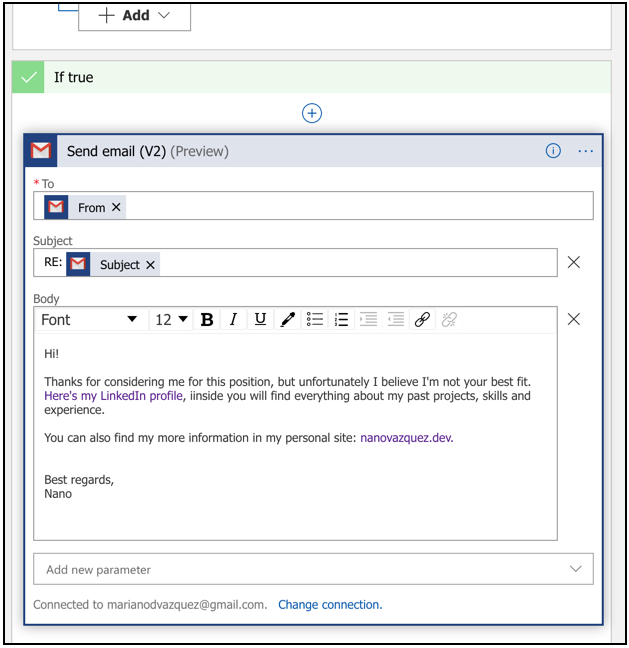 Add
If true
Send email (V2) (Preview)
* To
From
Subject
RE: Subject
Body
Font 12 B I U
Hi!
Thanks for considering me for this position, but unfortunately I believe I'm not your best fit.
Here's my LinkedIn profile, iinside you will find everything about my past projects, skills and
experience.
You can also find my more information in my personal site: nanovazquez.dev.
Best regards,
Nano
Add new parameter
Connected to marianodvazquez@gmail.com. Change connection.